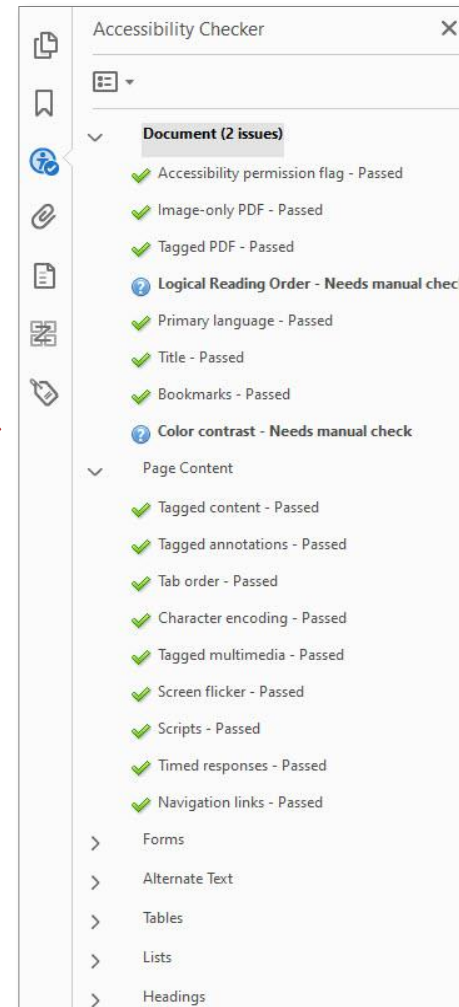 Accessibility Checker
Document (2 issues)
Accessibility permission flag - Passed
Image-only PDF - Passed
Tagged PDF - Passed
Logical Reading Order - Needs manual chec
Primary language - Passed
Title - Passed
Bookmarks - Passed
Color contrast - Needs manual check
Page Content
Tagged content - Passed
Tagged annotations - Passed
Tab order - Passed
Character encoding - Passed
Tagged multimedia - Passed
Screen flicker - Passed
Scripts - Passed
Timed responses - Passed
Navigation links - Passed
Forms
Alternate Text
Tables
Lists
Headings